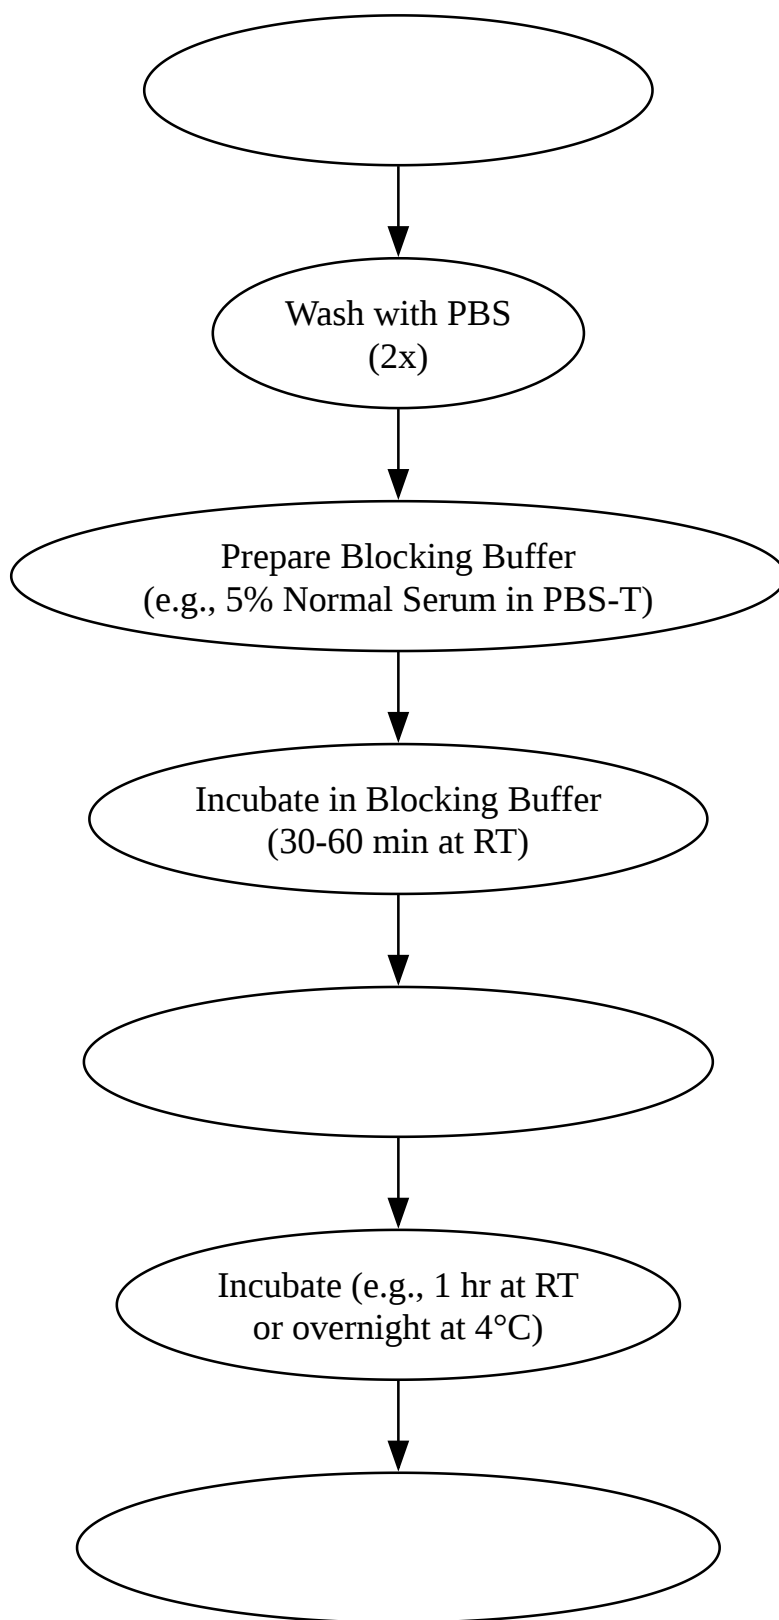 Wash with PBS
(2x)
Prepare Blocking Buffer
(e.g., 5% Normal Serum in PBS-T)
Incubate in Blocking Buffer
(30-60 min at RT)
Incubate (e.g., 1 hr at RT
or overnight at 4°C)